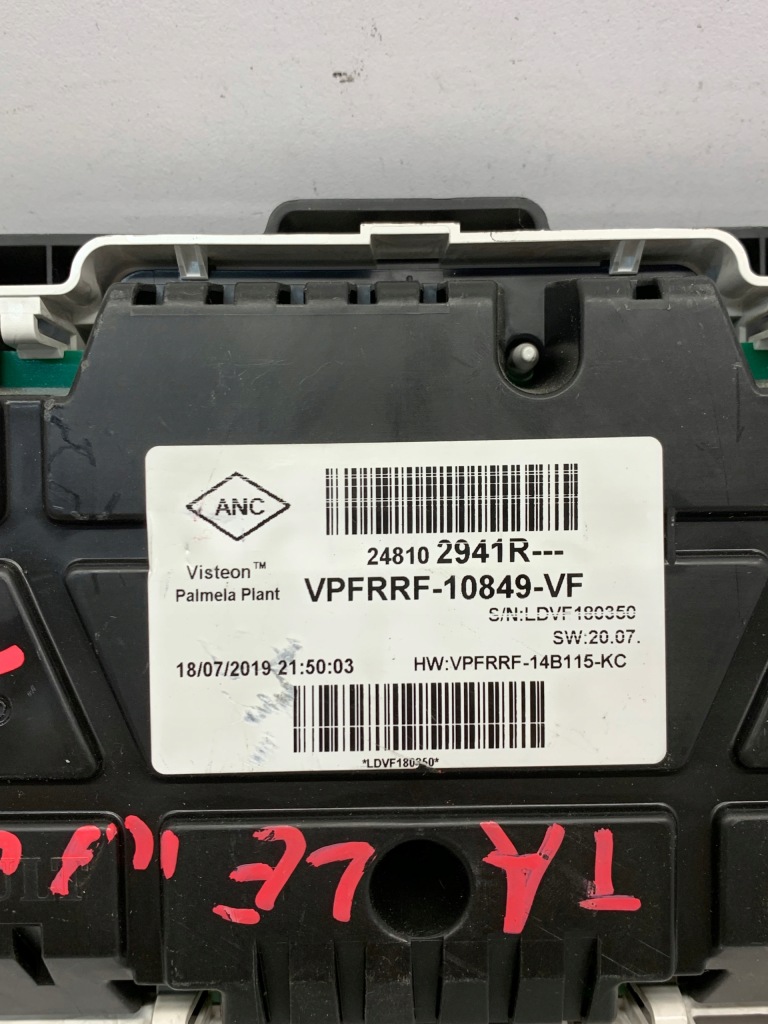 ANC
24810 2941R---
Visteon™
Palmela Plant
VPFRRF-10849-VF
S/N:LDVF180350
SW:20.07.
18/07/2019 21:50:03
HW:VPFRRF-14B115-KC
*LDVF180350*